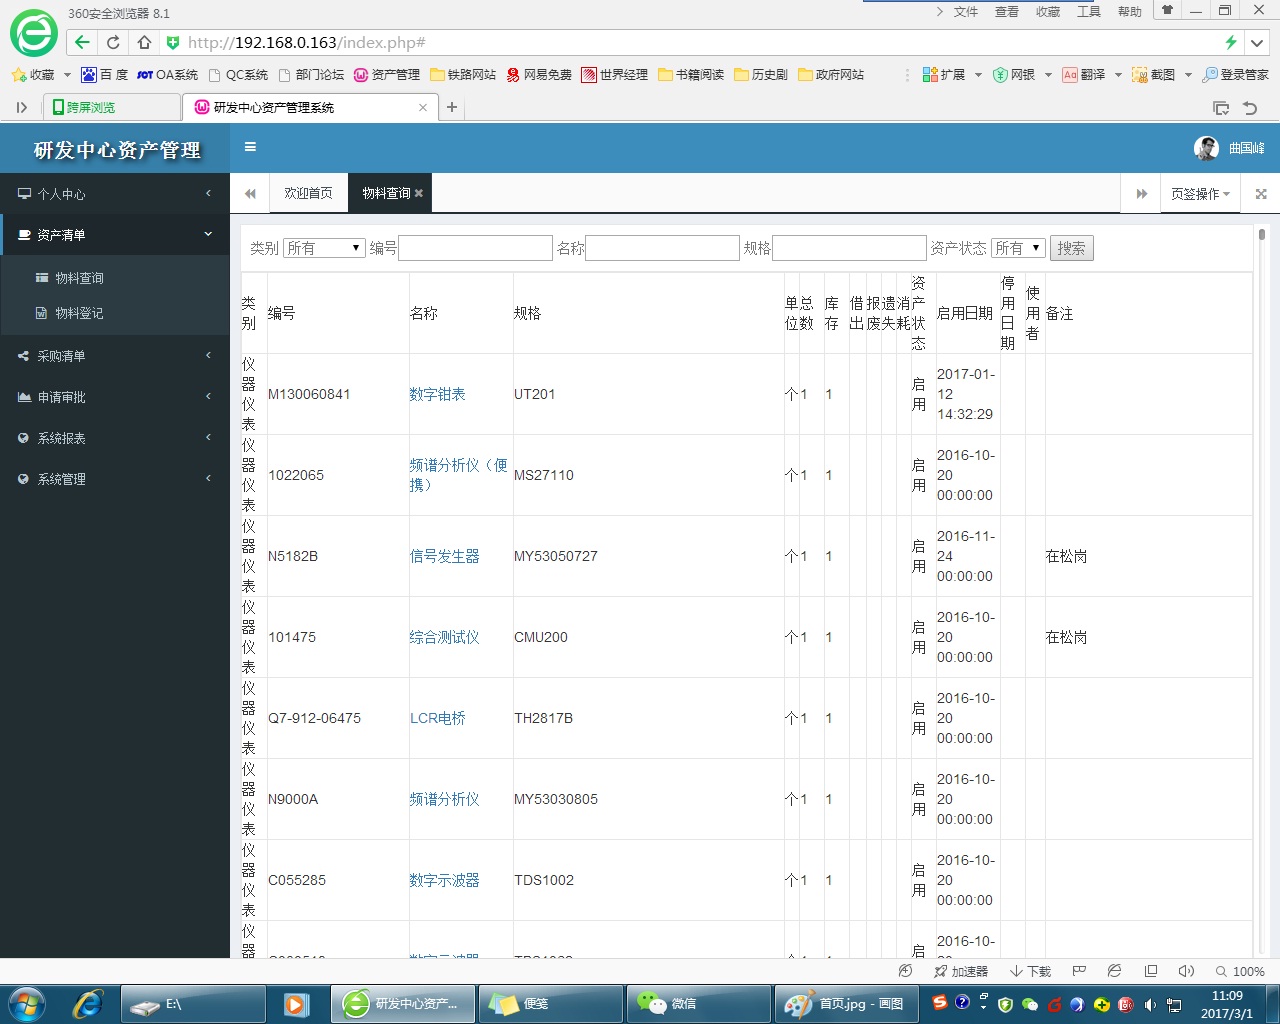 360安全浏览器 8.1
文件 查看 收藏 工具 帮助
http://192.168.0.163/index.php#
收藏 百 度 OA系统 QC系统 部门论坛 资产管理 铁路网站 网易免费 世界经理 书籍阅读 历史剧 政府网站 扩展 网银 翻译 截图 登录管家
跨屏浏览 研发中心资产管理系统
研发中心资产管理
曲国峰
个人中心
资产清单
物料查询
物料登记
采购清单
申请审批
系统报表
系统管理
欢迎首页 物料查询 页签操作
类别 所有 编号 名称 规格 资产状态 所有 搜索
类别 编号 名称 规格 单位 总数 库存 借出 报废 遗失 消耗 资产状态 启用日期 停用日期 使用者 备注
仪器仪表 M130060841 数字钳表 UT201 个 1 1 启用 2017-01-12 14:32:29
仪器仪表 1022065 频谱分析仪（便携） MS27110 个 1 1 启用 2016-10-20 00:00:00
仪器仪表 N5182B 信号发生器 MY53050727 个 1 1 启用 2016-11-24 00:00:00 在松岗
仪器仪表 101475 综合测试仪 CMU200 个 1 1 启用 2016-10-20 00:00:00 在松岗
仪器仪表 Q7-912-06475 LCR电桥 TH2817B 个 1 1 启用 2016-10-20 00:00:00
仪器仪表 N9000A 频谱分析仪 MY53030805 个 1 1 启用 2016-10-20 00:00:00
仪器仪表 C055285 数字示波器 TDS1002 个 1 1 启用 2016-10-20 00:00:00
仪器 启 2016-10-
加速器 下载 100%
E:\ 研发中心资产... 便笺 微信 首页.jpg - 画图
11:09
2017/3/1